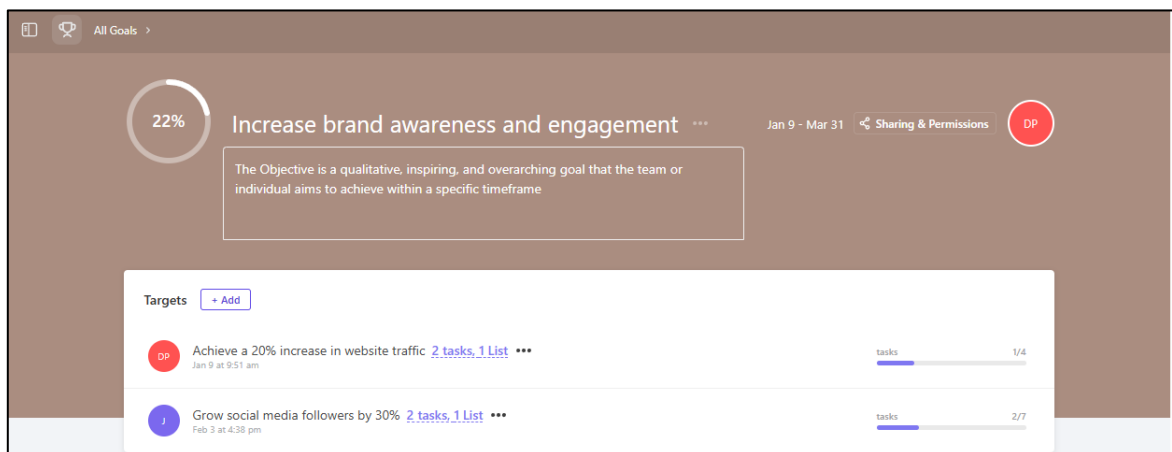 All Goals >
22%
Increase brand awareness and engagement ...
Jan 9 - Mar 31
Sharing & Permissions
DP
The Objective is a qualitative, inspiring, and overarching goal that the team or
individual aims to achieve within a specific timeframe
Targets
+ Add
DP
Achieve a 20% increase in website traffic 2 tasks, 1 List •••
Jan 9 at 9:51 am
tasks 1/4
J
Grow social media followers by 30% 2 tasks, 1 List •••
Feb 3 at 4:38 pm
tasks 2/7